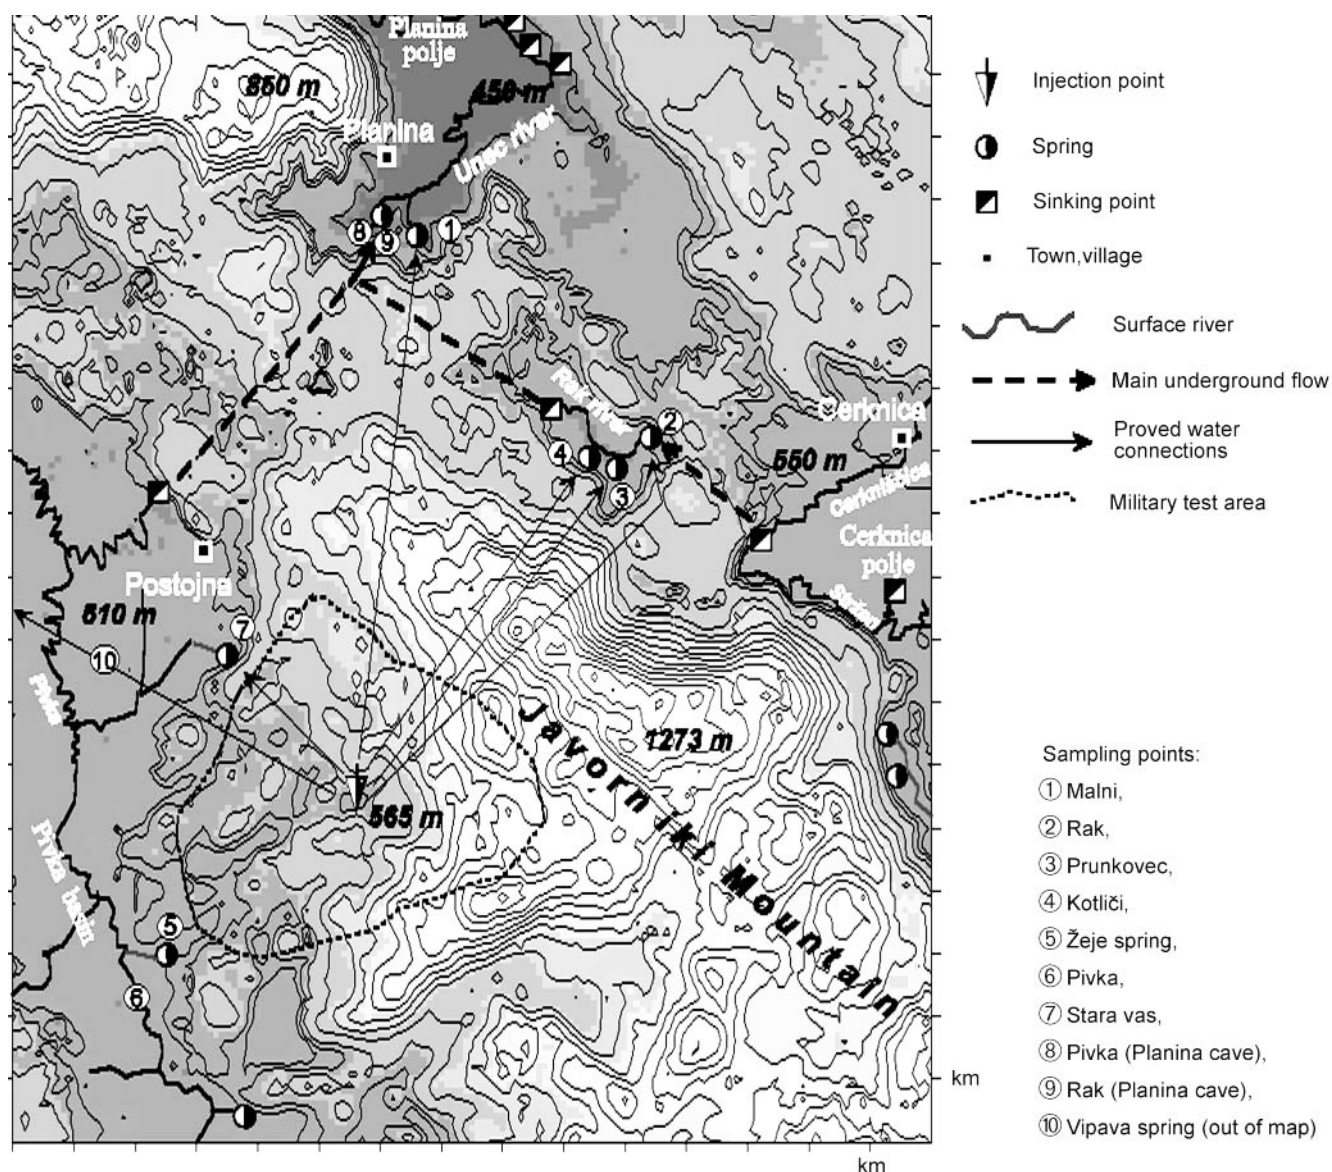 Planina
polje
850 m
450 m
Planina
Unec river
8
9
1
Rak river
2
Cerknica
4
550 m
3
Cerkniščica
Cerknica
polje
Stržen
Postojna
610 m
7
10
Pivka
Javorniki Mountain
1273 m
565 m
Pivka basin
5
6
km
km
Injection point
Spring
Sinking point
Town,village
Surface river
Main underground flow
Proved water
connections
Military test area
Sampling points:
1 Malni,
2 Rak,
3 Prunkovec,
4 Kotliči,
5 Žeje spring,
6 Pivka,
7 Stara vas,
8 Pivka (Planina cave),
9 Rak (Planina cave),
10 Vipava spring (out of map)